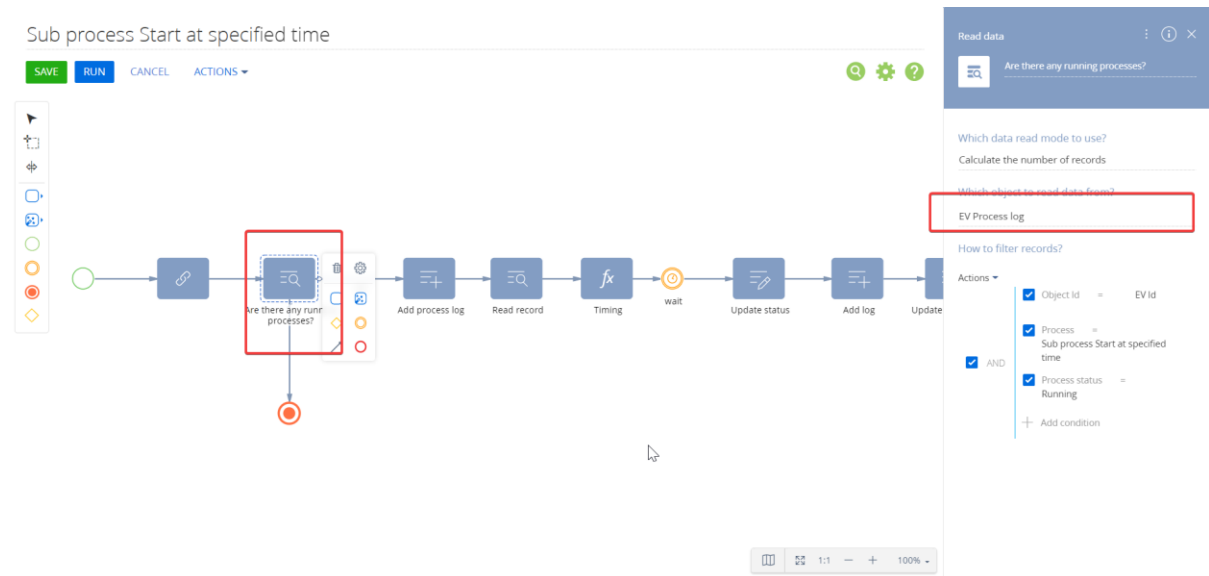 Sub process Start at specified time
SAVE RUN CANCEL ACTIONS
Are there any runn
processes?
Add process log
Read record
Timing
wait
Update status
Add log
Update
1:1
100%
Read data
Are there any running processes?
Which data read mode to use?
Calculate the number of records
Which object to read data from?
EV Process log
How to filter records?
Actions
Object Id = EV Id
Process =
Sub process Start at specified
time
AND
Process status =
Running
Add condition